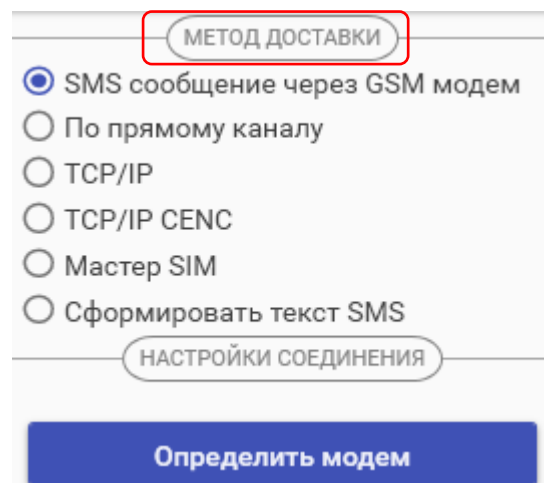 МЕТОД ДОСТАВКИ
SMS сообщение через GSM модем
По прямому каналу
TCP/IP
TCP/IP CENC
Мастер SIM
Сформировать текст SMS
НАСТРОЙКИ СОЕДИНЕНИЯ
Определить модем